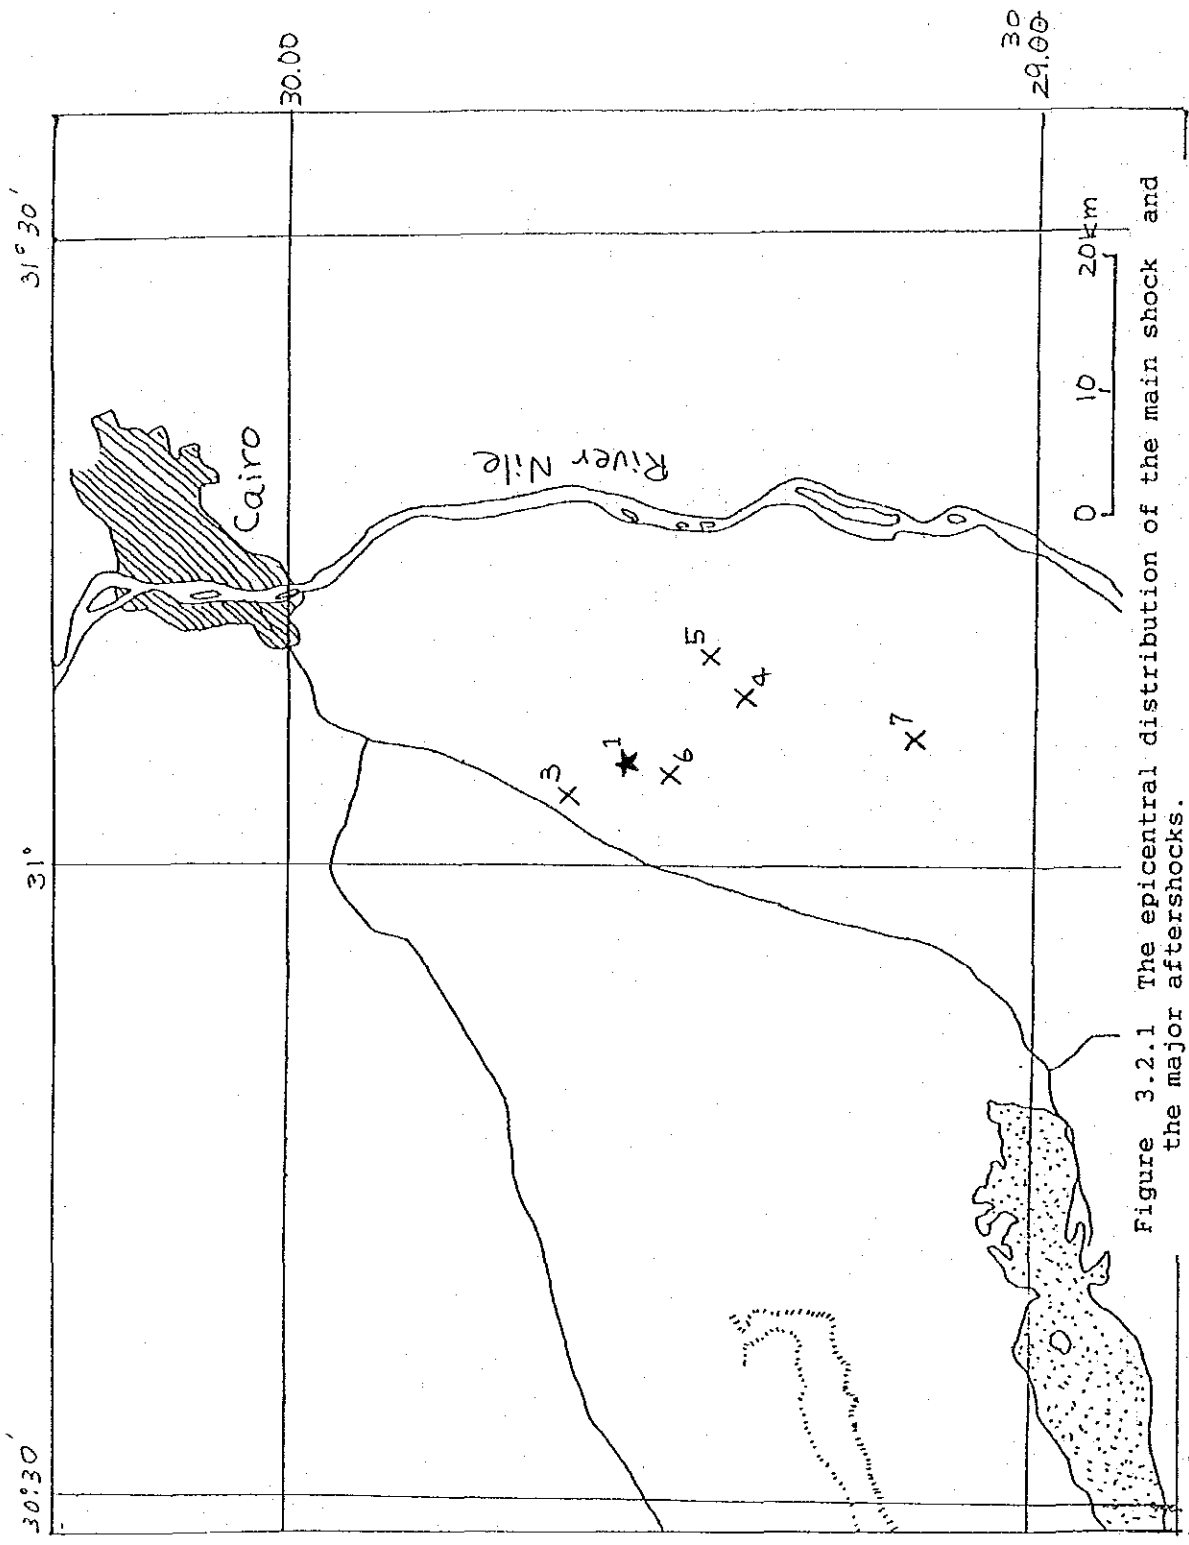 30°30'
31°
31° 30'
30.00
Cairo
River Nile
3
1
6
5
4
7
30
29.00
0 10 20km
Figure 3.2.1 The epicentral distribution of the main shock and
the major aftershocks.